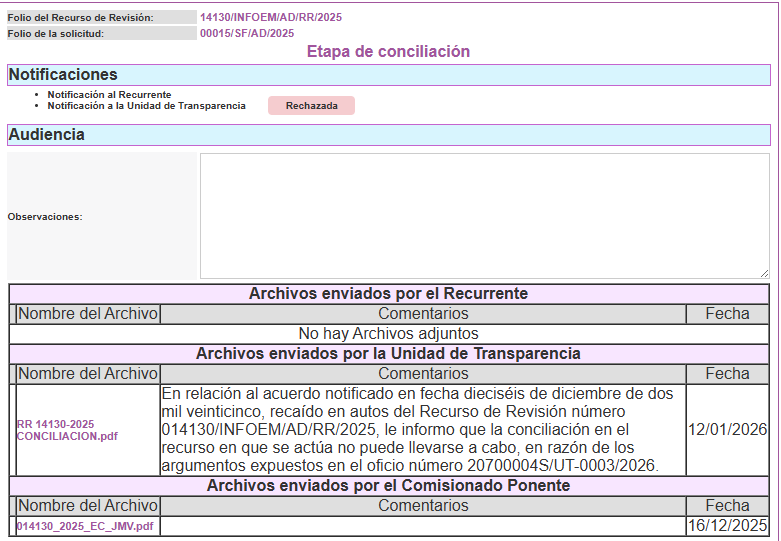 Folio del Recurso de Revisión: 14130/INFOEM/AD/RR/2025
Folio de la solicitud: 00015/SF/AD/2025
Etapa de conciliación
Notificaciones
• Notificación al Recurrente
• Notificación a la Unidad de Transparencia Rechazada
Audiencia
Observaciones:
Archivos enviados por el Recurrente
Nombre del Archivo Comentarios Fecha
No hay Archivos adjuntos
Archivos enviados por la Unidad de Transparencia
Nombre del Archivo Comentarios Fecha
RR 14130-2025
CONCILIACION.pdf
En relación al acuerdo notificado en fecha dieciséis de diciembre de dos
mil veinticinco, recaído en autos del Recurso de Revisión número
014130/INFOEM/AD/RR/2025, le informo que la conciliación en el
recurso en que se actúa no puede llevarse a cabo, en razón de los
argumentos expuestos en el oficio número 20700004S/UT-0003/2026.
12/01/2026
Archivos enviados por el Comisionado Ponente
Nombre del Archivo Comentarios Fecha
014130_2025_EC_JMV.pdf 16/12/2025